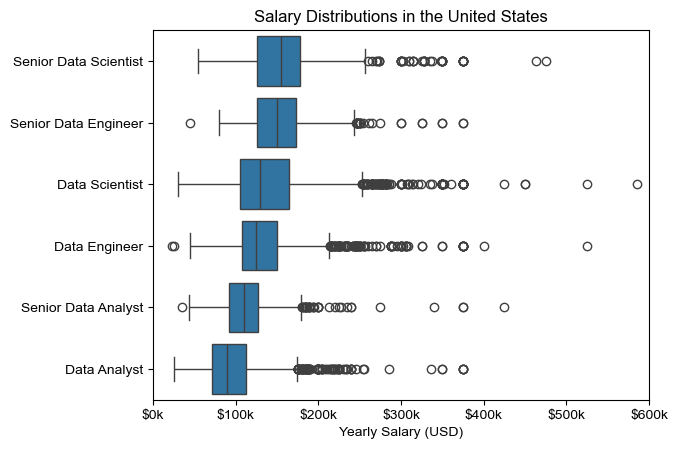 Salary Distributions in the United States
Senior Data Scientist
Senior Data Engineer
Data Scientist
Data Engineer
Senior Data Analyst
Data Analyst
$0k $100k $200k $300k $400k $500k $600k
Yearly Salary (USD)